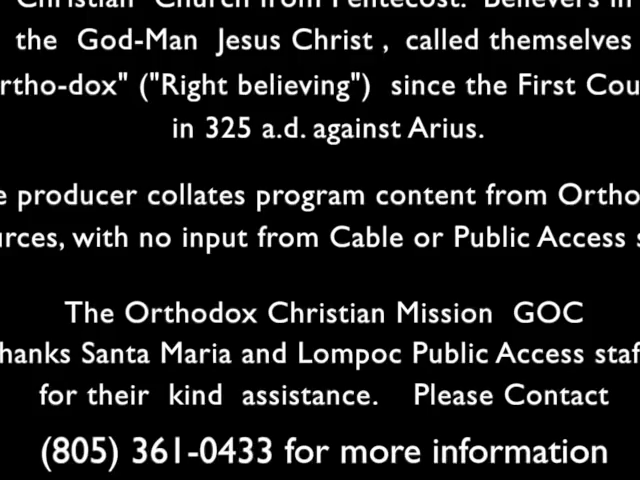 Christian Church from Pentecost. Believers in
the God-Man Jesus Christ , called themselves
rtho-dox" ("Right believing") since the First Cou
in 325 a.d. against Arius.
e producer collates program content from Ortho
urces, with no input from Cable or Public Access s
The Orthodox Christian Mission GOC
hanks Santa Maria and Lompoc Public Access staf
for their kind assistance. Please Contact
(805) 361-0433 for more information